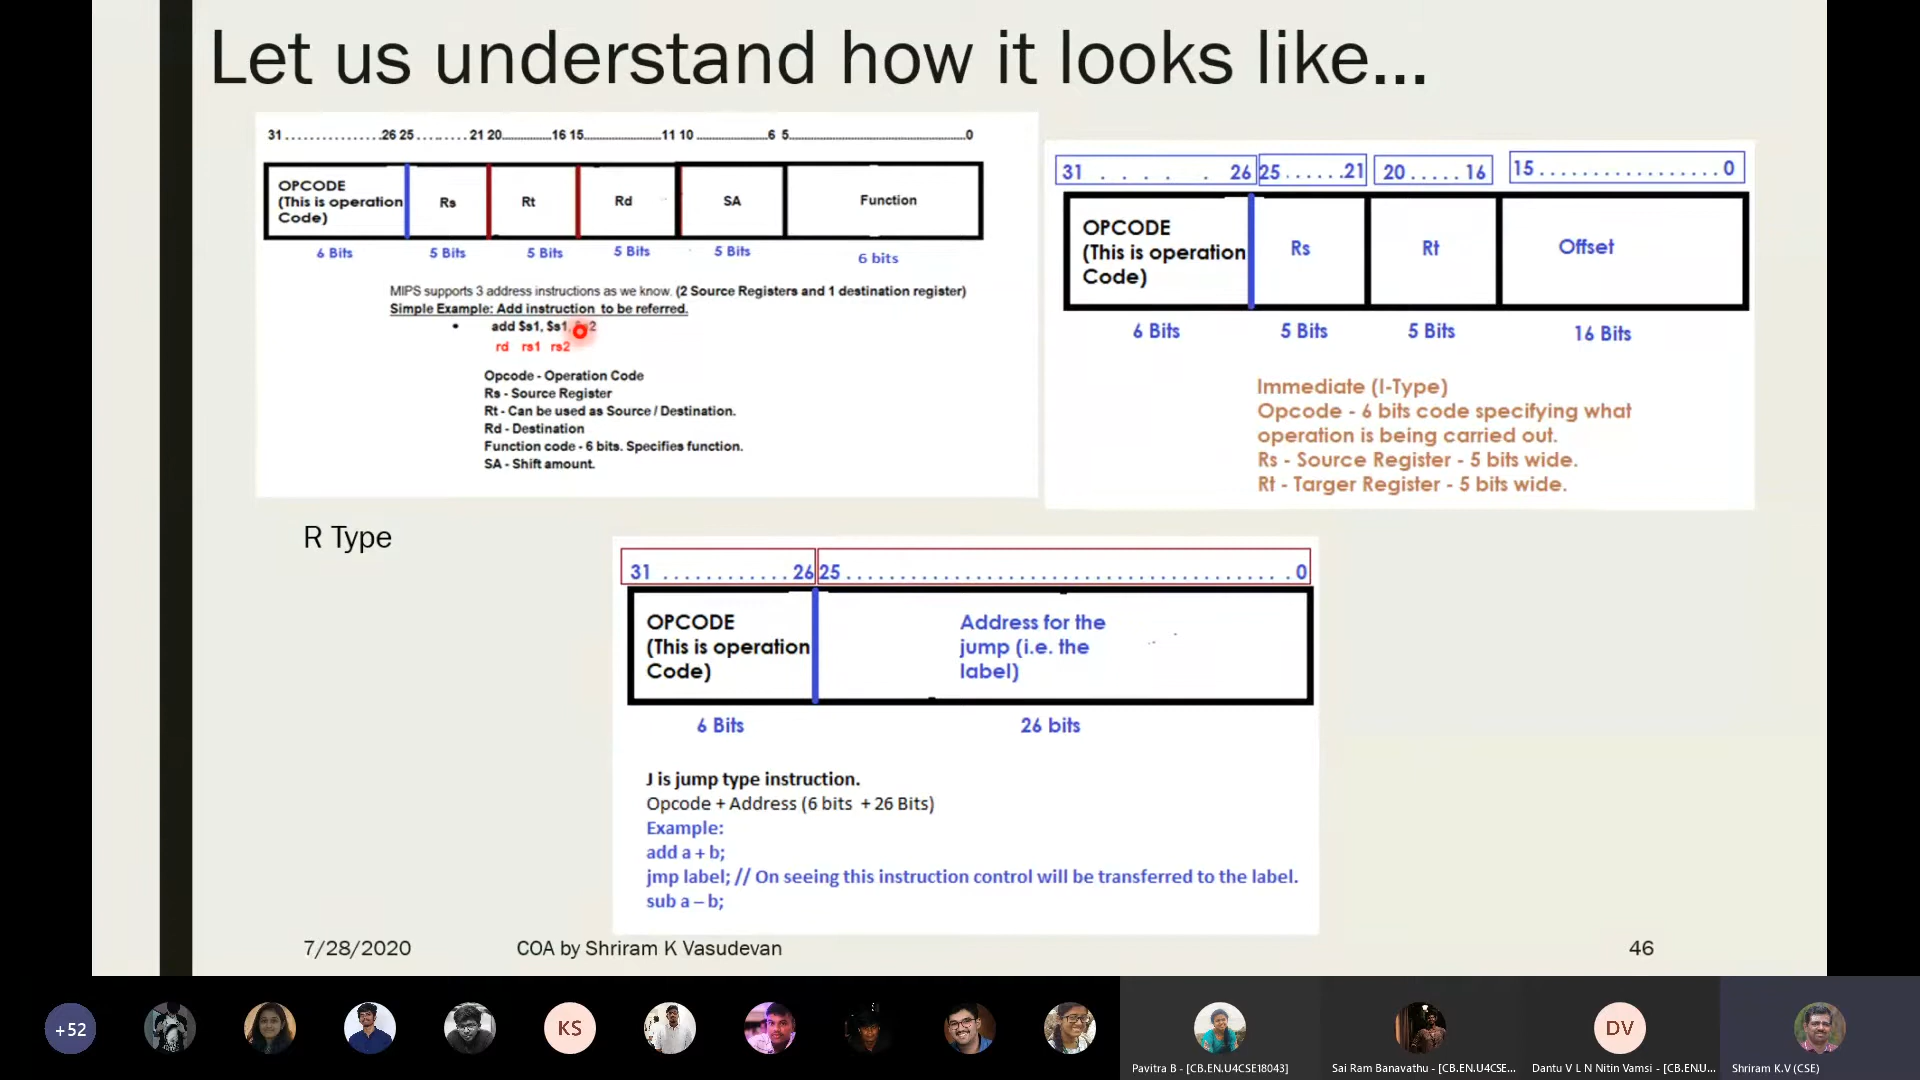 Let us understand how it looks like...
31................26 25........21 20................16 15........................11 10....................6 5................................................0
OPCODE
(This is operation
Code)
Rs
Rt
Rd
SA
Function
6 Bits
5 Bits
5 Bits
5 Bits
5 Bits
6 bits
MIPS supports 3 address instructions as we know. (2 Source Registers and 1 destination register)
Simple Example: Add instruction to be referred.
• add $s1, $s1,
rd rs1 rs2
Opcode - Operation Code
Rs - Source Register
Rt - Can be used as Source / Destination.
Rd - Destination
Function code - 6 bits. Specifies function.
SA - Shift amount.
R Type
31 . . . . 26 25......21 20.....16 15.................0
OPCODE
(This is operation
Code)
Rs
Rt
Offset
6 Bits
5 Bits
5 Bits
16 Bits
Immediate (I-Type)
Opcode - 6 bits code specifying what
operation is being carried out.
Rs - Source Register - 5 bits wide.
Rt - Targer Register - 5 bits wide.
31 ............26 25.........................................0
OPCODE
(This is operation
Code)
Address for the
jump (i.e. the
label)
6 Bits
26 bits
J is jump type instruction.
Opcode + Address (6 bits + 26 Bits)
Example:
add a + b;
jmp label; // On seeing this instruction control will be transferred to the label.
sub a – b;
7/28/2020
COA by Shriram K Vasudevan
46
+52
KS
DV
Pavitra B - [CB.EN.U4CSE18043]
Sai Ram Banavathu - [CB.EN.U4CSE...
Dantu V L N Nitin Vamsi - [CB.EN.U...
Shriram K.V (CSE)